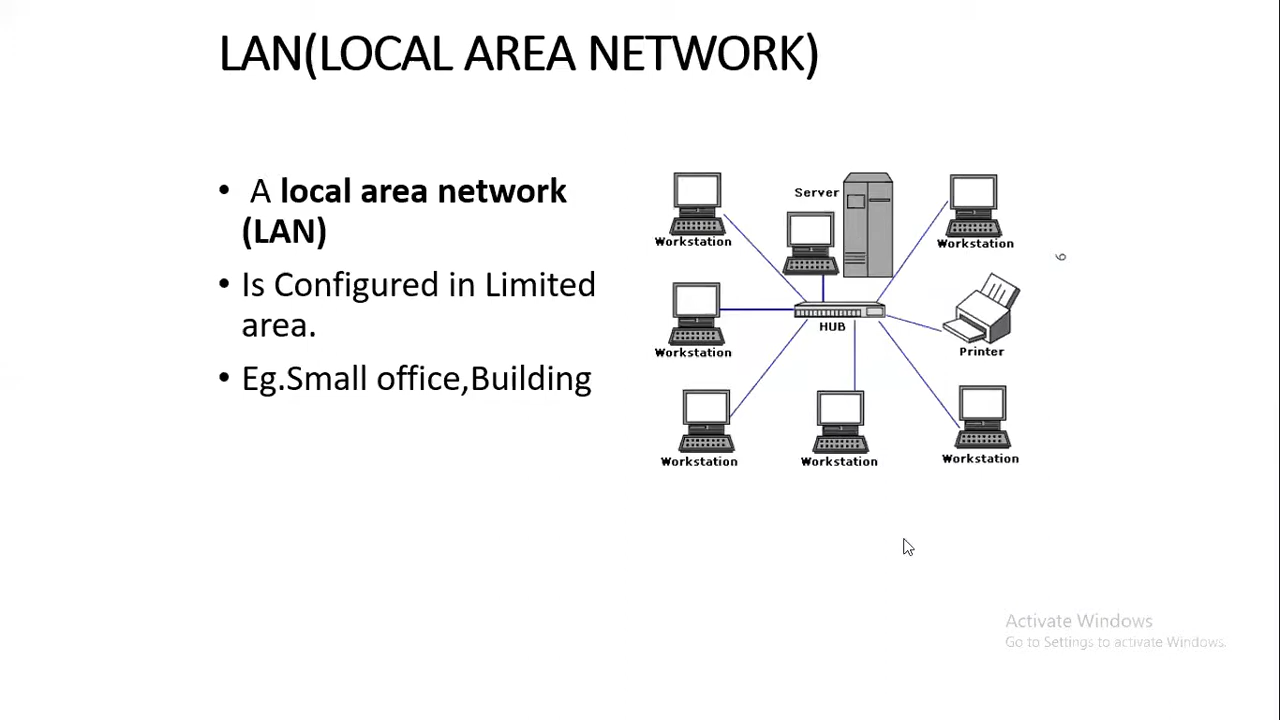 LAN(LOCAL AREA NETWORK)
• A local area network
(LAN)
• Is Configured in Limited
area.
• Eg.Small office,Building
Server
Workstation
Workstation
HUB
Workstation
Printer
Workstation
Workstation
Workstation
9
Activate Windows
Go to Settings to activate Windows.